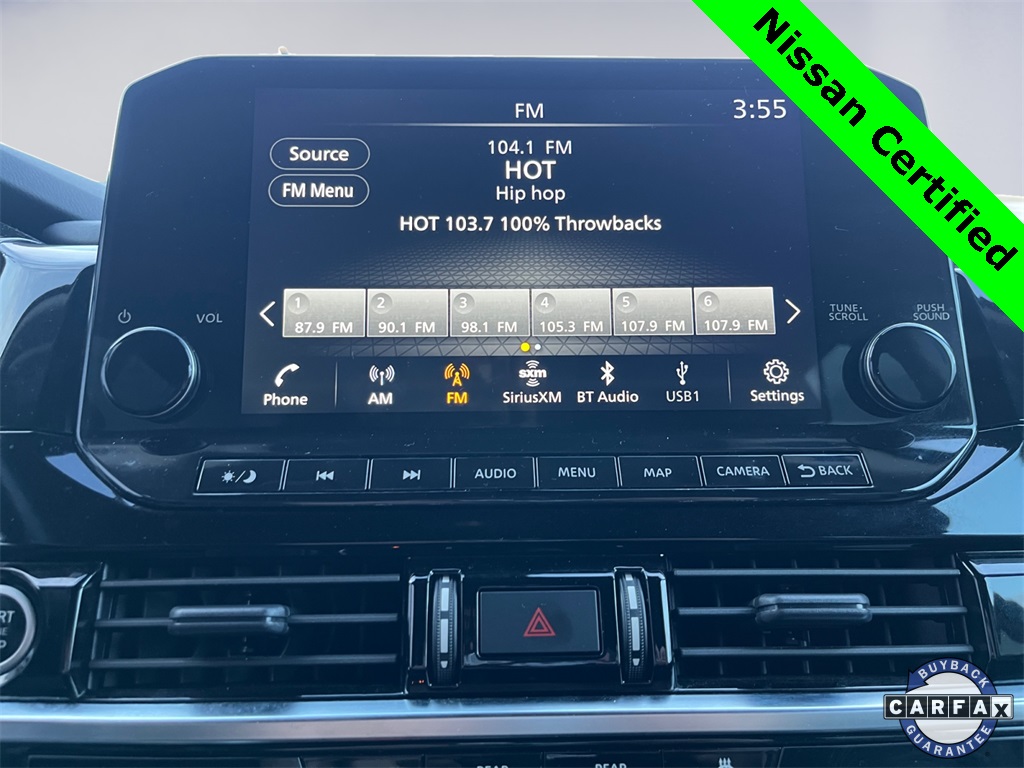 Nissan Certified
FM 3:55
Source
FM Menu
104.1 FM
HOT
Hip hop
HOT 103.7 100% Throwbacks
1 2 3 4 5 6
87.9 FM 90.1 FM 98.1 FM 105.3 FM 107.9 FM 107.9 FM
VOL
TUNE·
SCROLL
PUSH
SOUND
sxm
Phone AM FM SiriusXM BT Audio USB1 Settings
AUDIO MENU MAP CAMERA BACK
REAR REAR
BUYBACK
CARFAX
GUARANTEE